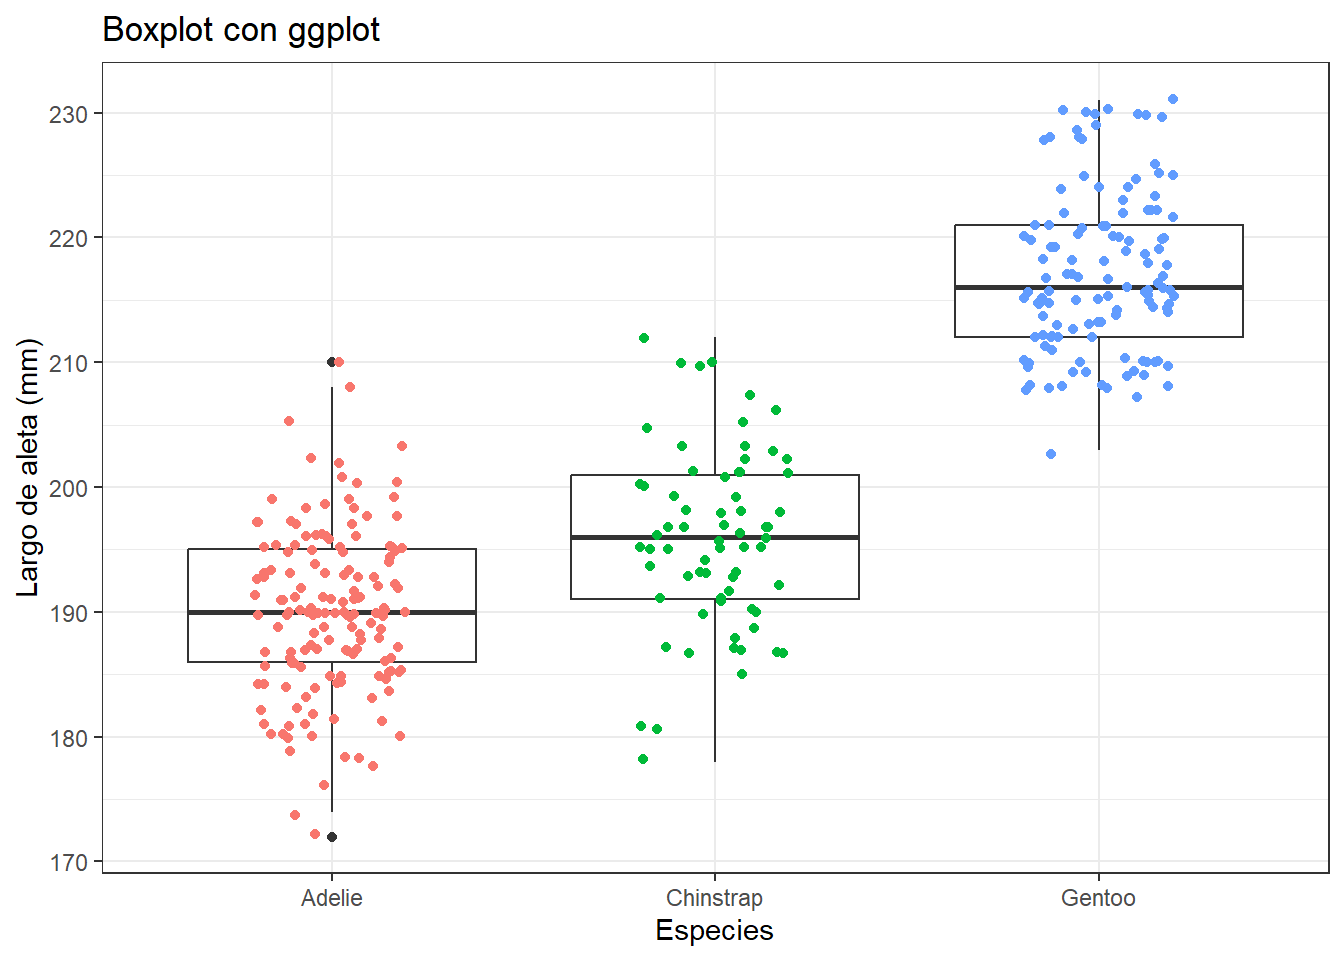 Boxplot con ggplot
230
220
210
200
190
180
170
Largo de aleta (mm)
Adelie
Chinstrap
Gentoo
Especies